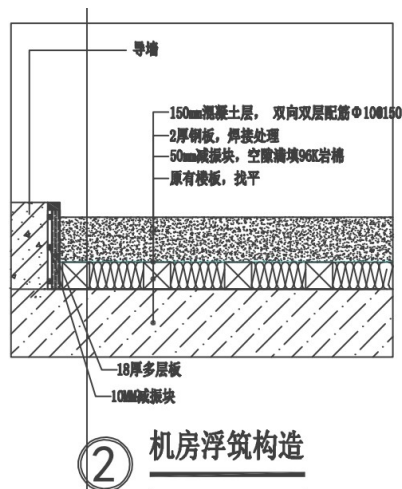 导墙
150mm混凝土层， 双向双层配筋Φ10@150
2厚钢板，焊接处理
50mm减振块，空隙满填96K岩棉
原有楼板，找平
18厚多层板
10MM减振块
2 机房浮筑构造